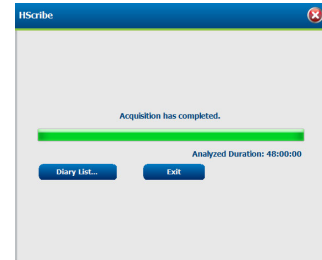 HScribe
Acquisition has completed.
Analyzed Duration: 48:00:00
Diary List...
Exit